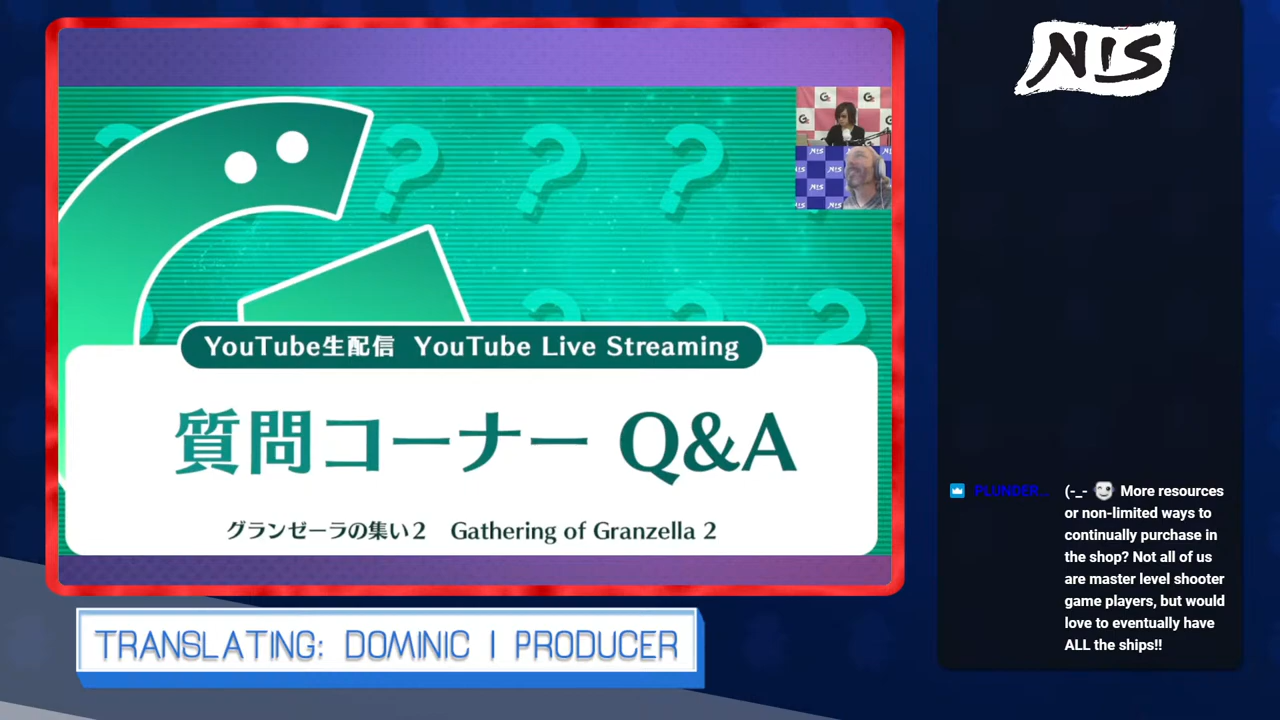 NIS
YouTube生配信 YouTube Live Streaming
質問コーナー Q&A
グランゼーラの集い2 Gathering of Granzella 2
TRANSLATING: DOMINIC | PRODUCER
PLUNDER...
(-_- More resources
or non-limited ways to
continually purchase in
the shop? Not all of us
are master level shooter
game players, but would
love to eventually have
ALL the ships!!